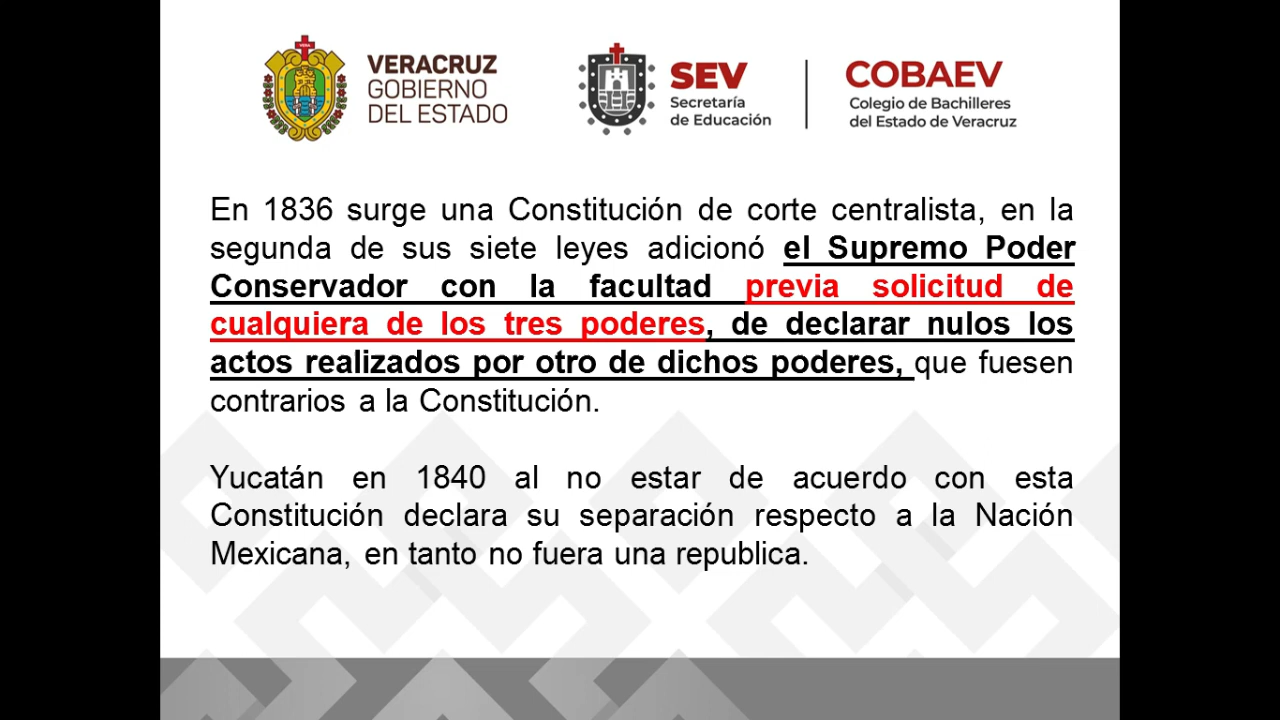 VERACRUZ
GOBIERNO
DEL ESTADO
SEV
Secretaría
de Educación
COBAEV
Colegio de Bachilleres
del Estado de Veracruz
En 1836 surge una Constitución de corte centralista, en la
segunda de sus siete leyes adicionó el Supremo Poder
Conservador con la facultad previa solicitud de
cualquiera de los tres poderes, de declarar nulos los
actos realizados por otro de dichos poderes, que fuesen
contrarios a la Constitución.
Yucatán en 1840 al no estar de acuerdo con esta
Constitución declara su separación respecto a la Nación
Mexicana, en tanto no fuera una republica.